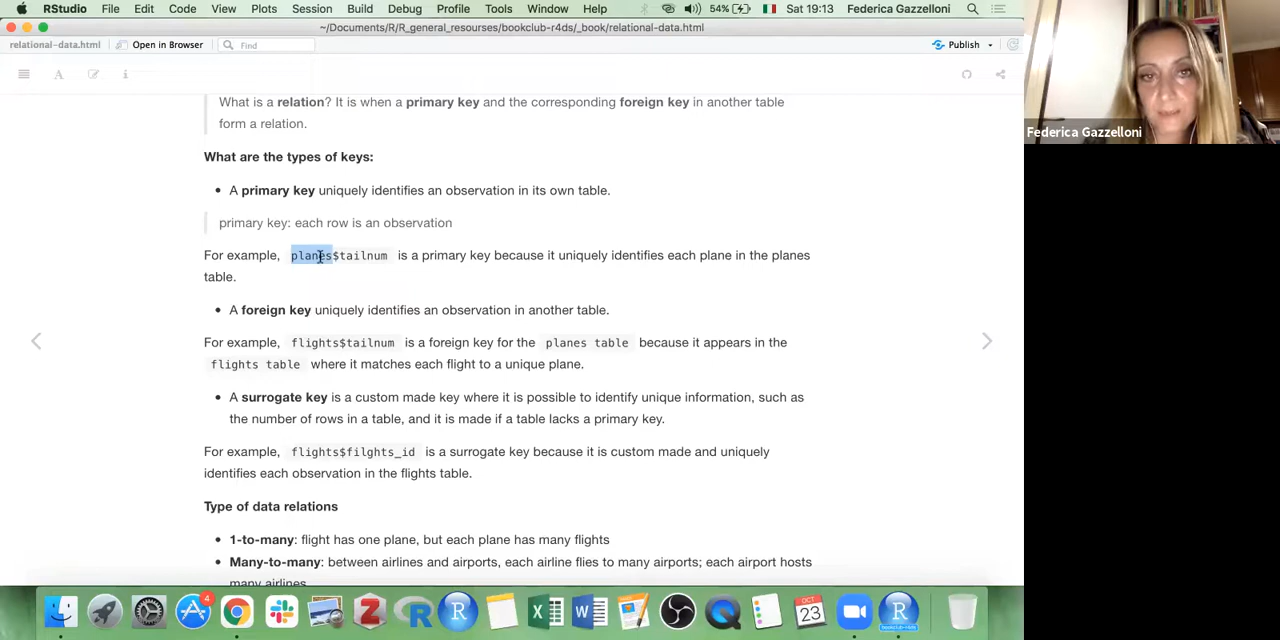 RStudio File Edit Code View Plots Session Build Debug Profile Tools Window Help 54% Sat 19:13 Federica Gazzelloni
~/Documents/R/R_general_resourses/bookclub-r4ds/_book/relational-data.html
relational-data.html Open in Browser Find Publish
A i
What is a relation? It is when a primary key and the corresponding foreign key in another table
form a relation.
Federica Gazzelloni
What are the types of keys:
• A primary key uniquely identifies an observation in its own table.
primary key: each row is an observation
For example, planes$tailnum is a primary key because it uniquely identifies each plane in the planes
table.
• A foreign key uniquely identifies an observation in another table.
For example, flights$tailnum is a foreign key for the planes table because it appears in the
flights table where it matches each flight to a unique plane.
• A surrogate key is a custom made key where it is possible to identify unique information, such as
the number of rows in a table, and it is made if a table lacks a primary key.
For example, flights$filghts_id is a surrogate key because it is custom made and uniquely
identifies each observation in the flights table.
Type of data relations
• 1-to-many: flight has one plane, but each plane has many flights
• Many-to-many: between airlines and airports, each airline flies to many airports; each airport hosts
many airlines
4 Z R R X W OCT 23 R
bookclub-r4ds